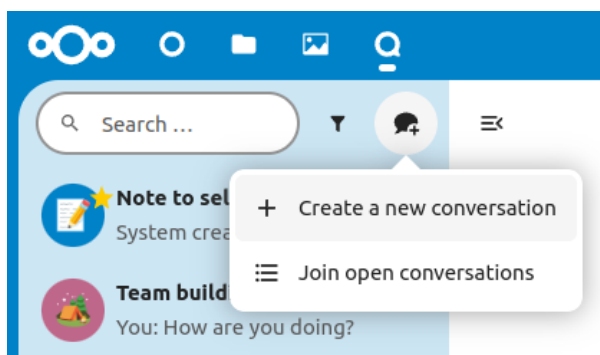 Search ...
Note to sel
System crea
Create a new conversation
Join open conversations
Team build
You: How are you doing?